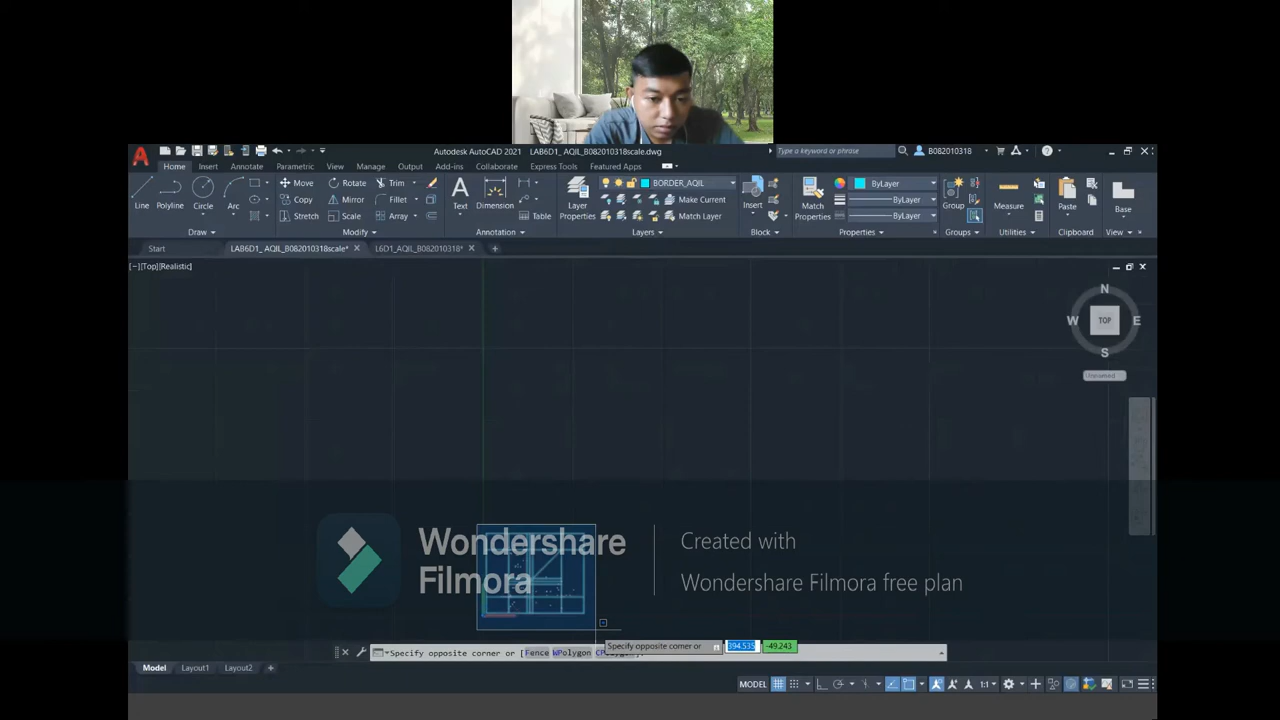 Autodesk AutoCAD 2021 LAB6D1_AQIL_B082010318scale.dwg
Type a keyword or phrase
B082010318
Home Insert Annotate Parametric View Manage Output Add-ins Collaborate Express Tools Featured Apps
Line Polyline Circle Arc
Move Rotate Trim
Copy Mirror Fillet
Stretch Scale Array
Text Dimension Table
Layer Properties
BORDER_AQIL
Make Current
Match Layer
Insert
Match Properties
ByLayer
ByLayer
ByLayer
Group Measure Paste Base
Draw Modify Annotation Layers Block Properties Groups Utilities Clipboard View
Start LAB6D1_ AQIL_B082010318scale* L6D1_AQIL_B082010318*
[−][Top][Realistic]
N
W TOP E
S
Unnamed
Wondershare
Filmora
Created with
Wondershare Filmora free plan
Specify opposite corner or 394.535 -49.243
Specify opposite corner or [Fence WPolygon
Model Layout1 Layout2
MODEL 1:1